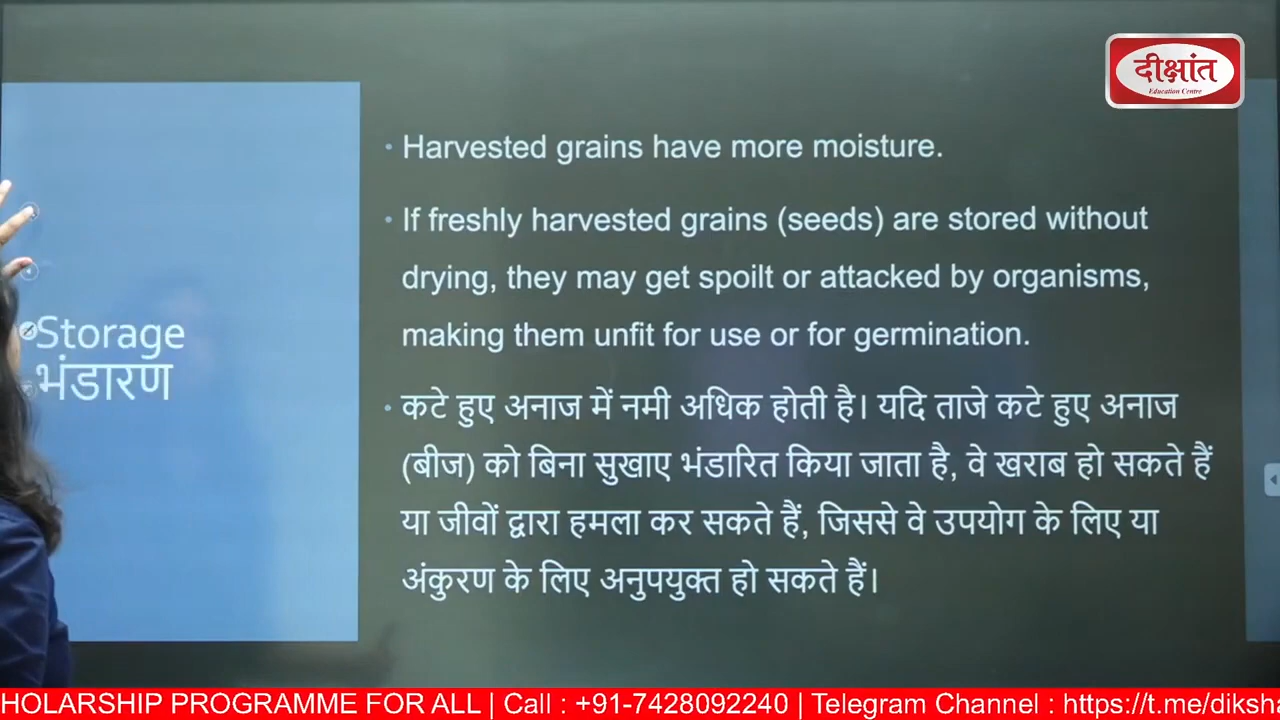 दीक्षांत
Education Centre
• Harvested grains have more moisture.
• If freshly harvested grains (seeds) are stored without
drying, they may get spoilt or attacked by organisms,
making them unfit for use or for germination.
Storage
भंडारण
• कटे हुए अनाज में नमी अधिक होती है। यदि ताजे कटे हुए अनाज
(बीज) को बिना सुखाए भंडारित किया जाता है, वे खराब हो सकते हैं
या जीवों द्वारा हमला कर सकते हैं, जिससे वे उपयोग के लिए या
अंकुरण के लिए अनुपयुक्त हो सकते हैं।
HOLARSHIP PROGRAMME FOR ALL | Call : +91-7428092240 | Telegram Channel : https://t.me/diksha